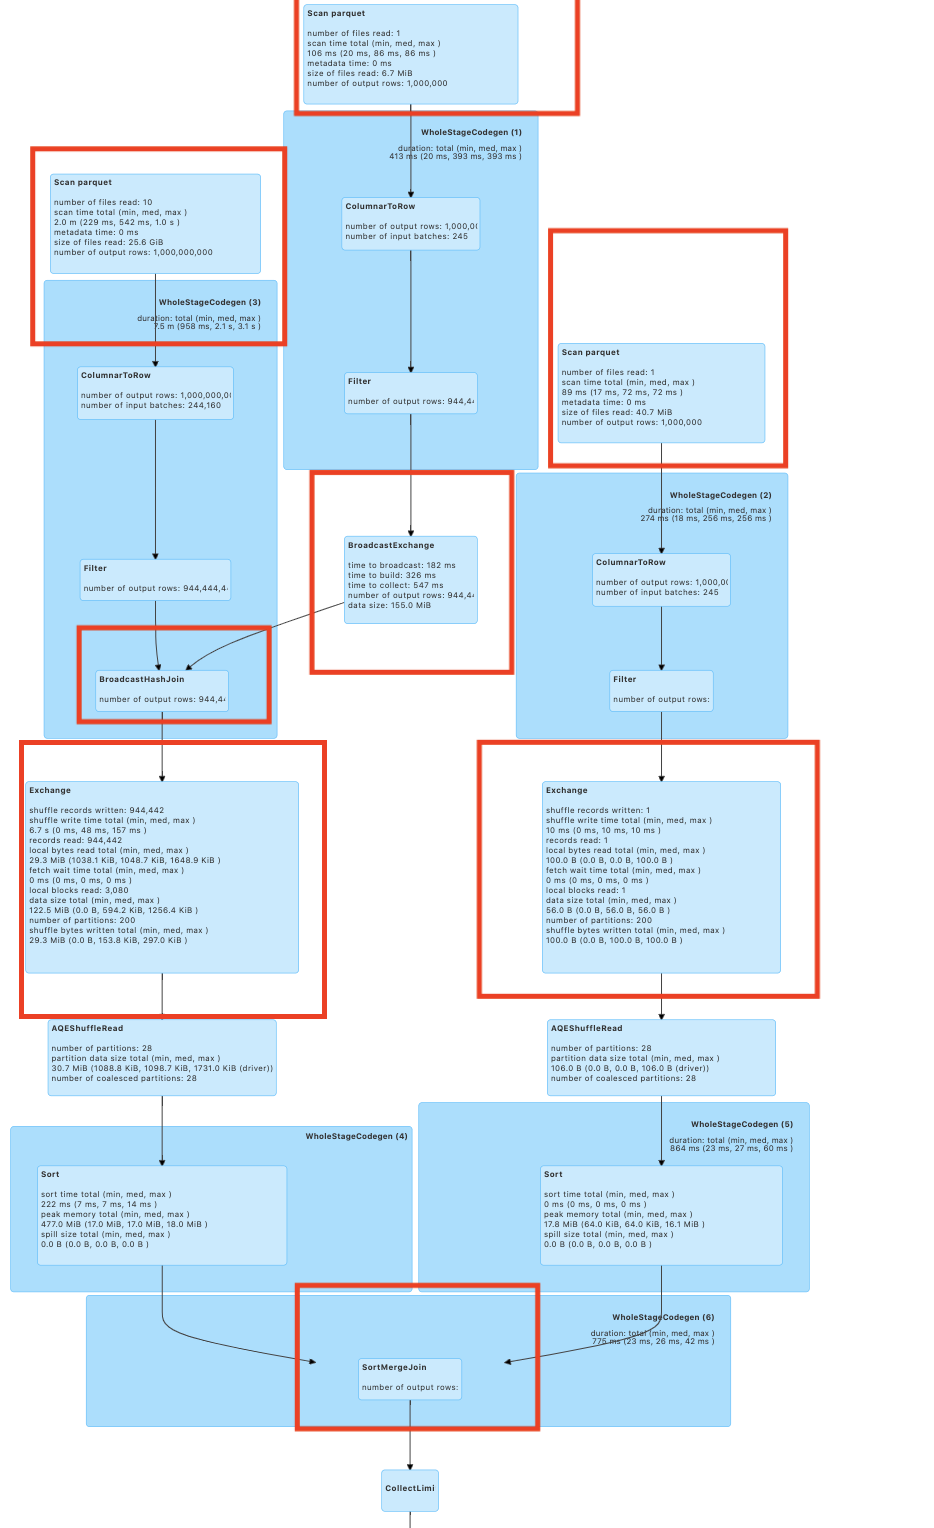 Scan parquet
number of files read: 1
scan time total (min, med, max )
106 ms (20 ms, 86 ms, 86 ms )
metadata time: 0 ms
size of files read: 6.7 MiB
number of output rows: 1,000,000
WholeStageCodegen (1)
duration: total (min, med, max )
413 ms (20 ms, 393 ms, 393 ms )
ColumnarToRow
number of output rows: 1,000,0
number of input batches: 245
Filter
number of output rows: 944,4
BroadcastExchange
time to broadcast: 182 ms
time to build: 326 ms
time to collect: 547 ms
number of output rows: 944,4
data size: 155.0 MiB
Scan parquet
number of files read: 10
scan time total (min, med, max )
2.0 m (229 ms, 542 ms, 1.0 s )
metadata time: 0 ms
size of files read: 25.6 GiB
number of output rows: 1,000,000,000
WholeStageCodegen (3)
duration: total (min, med, max )
7.5 m (958 ms, 2.1 s, 3.1 s )
ColumnarToRow
number of output rows: 1,000,000,0
number of input batches: 244,160
Filter
number of output rows: 944,444,4
BroadcastHashJoin
number of output rows: 944,4
Scan parquet
number of files read: 1
scan time total (min, med, max )
89 ms (17 ms, 72 ms, 72 ms )
metadata time: 0 ms
size of files read: 40.7 MiB
number of output rows: 1,000,000
WholeStageCodegen (2)
duration: total (min, med, max )
274 ms (18 ms, 256 ms, 256 ms )
ColumnarToRow
number of output rows: 1,000,0
number of input batches: 245
Filter
number of output rows:
Exchange
shuffle records written: 944,442
shuffle write time total (min, med, max )
6.7 s (0 ms, 48 ms, 157 ms )
records read: 944,442
local bytes read total (min, med, max )
29.3 MiB (1038.1 KiB, 1048.7 KiB, 1648.9 KiB )
fetch wait time total (min, med, max )
0 ms (0 ms, 0 ms, 0 ms )
local blocks read: 3,080
data size total (min, med, max )
122.5 MiB (0.0 B, 594.2 KiB, 1256.4 KiB )
number of partitions: 200
shuffle bytes written total (min, med, max )
29.3 MiB (0.0 B, 153.8 KiB, 297.0 KiB )
Exchange
shuffle records written: 1
shuffle write time total (min, med, max )
10 ms (0 ms, 10 ms, 10 ms )
records read: 1
local bytes read total (min, med, max )
100.0 B (0.0 B, 0.0 B, 100.0 B )
fetch wait time total (min, med, max )
0 ms (0 ms, 0 ms, 0 ms )
local blocks read: 1
data size total (min, med, max )
56.0 B (0.0 B, 56.0 B, 56.0 B )
number of partitions: 200
shuffle bytes written total (min, med, max )
100.0 B (0.0 B, 100.0 B, 100.0 B )
AQEShuffleRead
number of partitions: 28
partition data size total (min, med, max )
30.7 MiB (1088.8 KiB, 1098.7 KiB, 1731.0 KiB (driver))
number of coalesced partitions: 28
AQEShuffleRead
number of partitions: 28
partition data size total (min, med, max )
106.0 B (0.0 B, 0.0 B, 106.0 B (driver))
number of coalesced partitions: 28
WholeStageCodegen (4)
Sort
sort time total (min, med, max )
222 ms (7 ms, 7 ms, 14 ms )
peak memory total (min, med, max )
477.0 MiB (17.0 MiB, 17.0 MiB, 18.0 MiB )
spill size total (min, med, max )
0.0 B (0.0 B, 0.0 B, 0.0 B )
WholeStageCodegen (5)
duration: total (min, med, max )
864 ms (23 ms, 27 ms, 60 ms )
Sort
sort time total (min, med, max )
0 ms (0 ms, 0 ms, 0 ms )
peak memory total (min, med, max )
17.8 MiB (64.0 KiB, 64.0 KiB, 16.1 MiB )
spill size total (min, med, max )
0.0 B (0.0 B, 0.0 B, 0.0 B )
WholeStageCodegen (6)
duration: total (min, med, max )
775 ms (23 ms, 26 ms, 42 ms )
SortMergeJoin
number of output rows:
CollectLimi